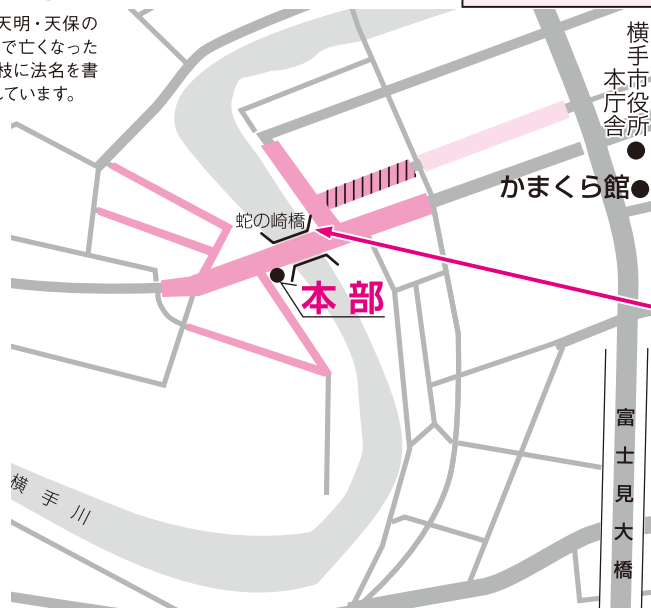 天明・天保の
で亡くなった
枝に法名を書
しています。
横手市役所
本庁舎
かまくら館
蛇の崎橋
本部
富士見大橋
横手川